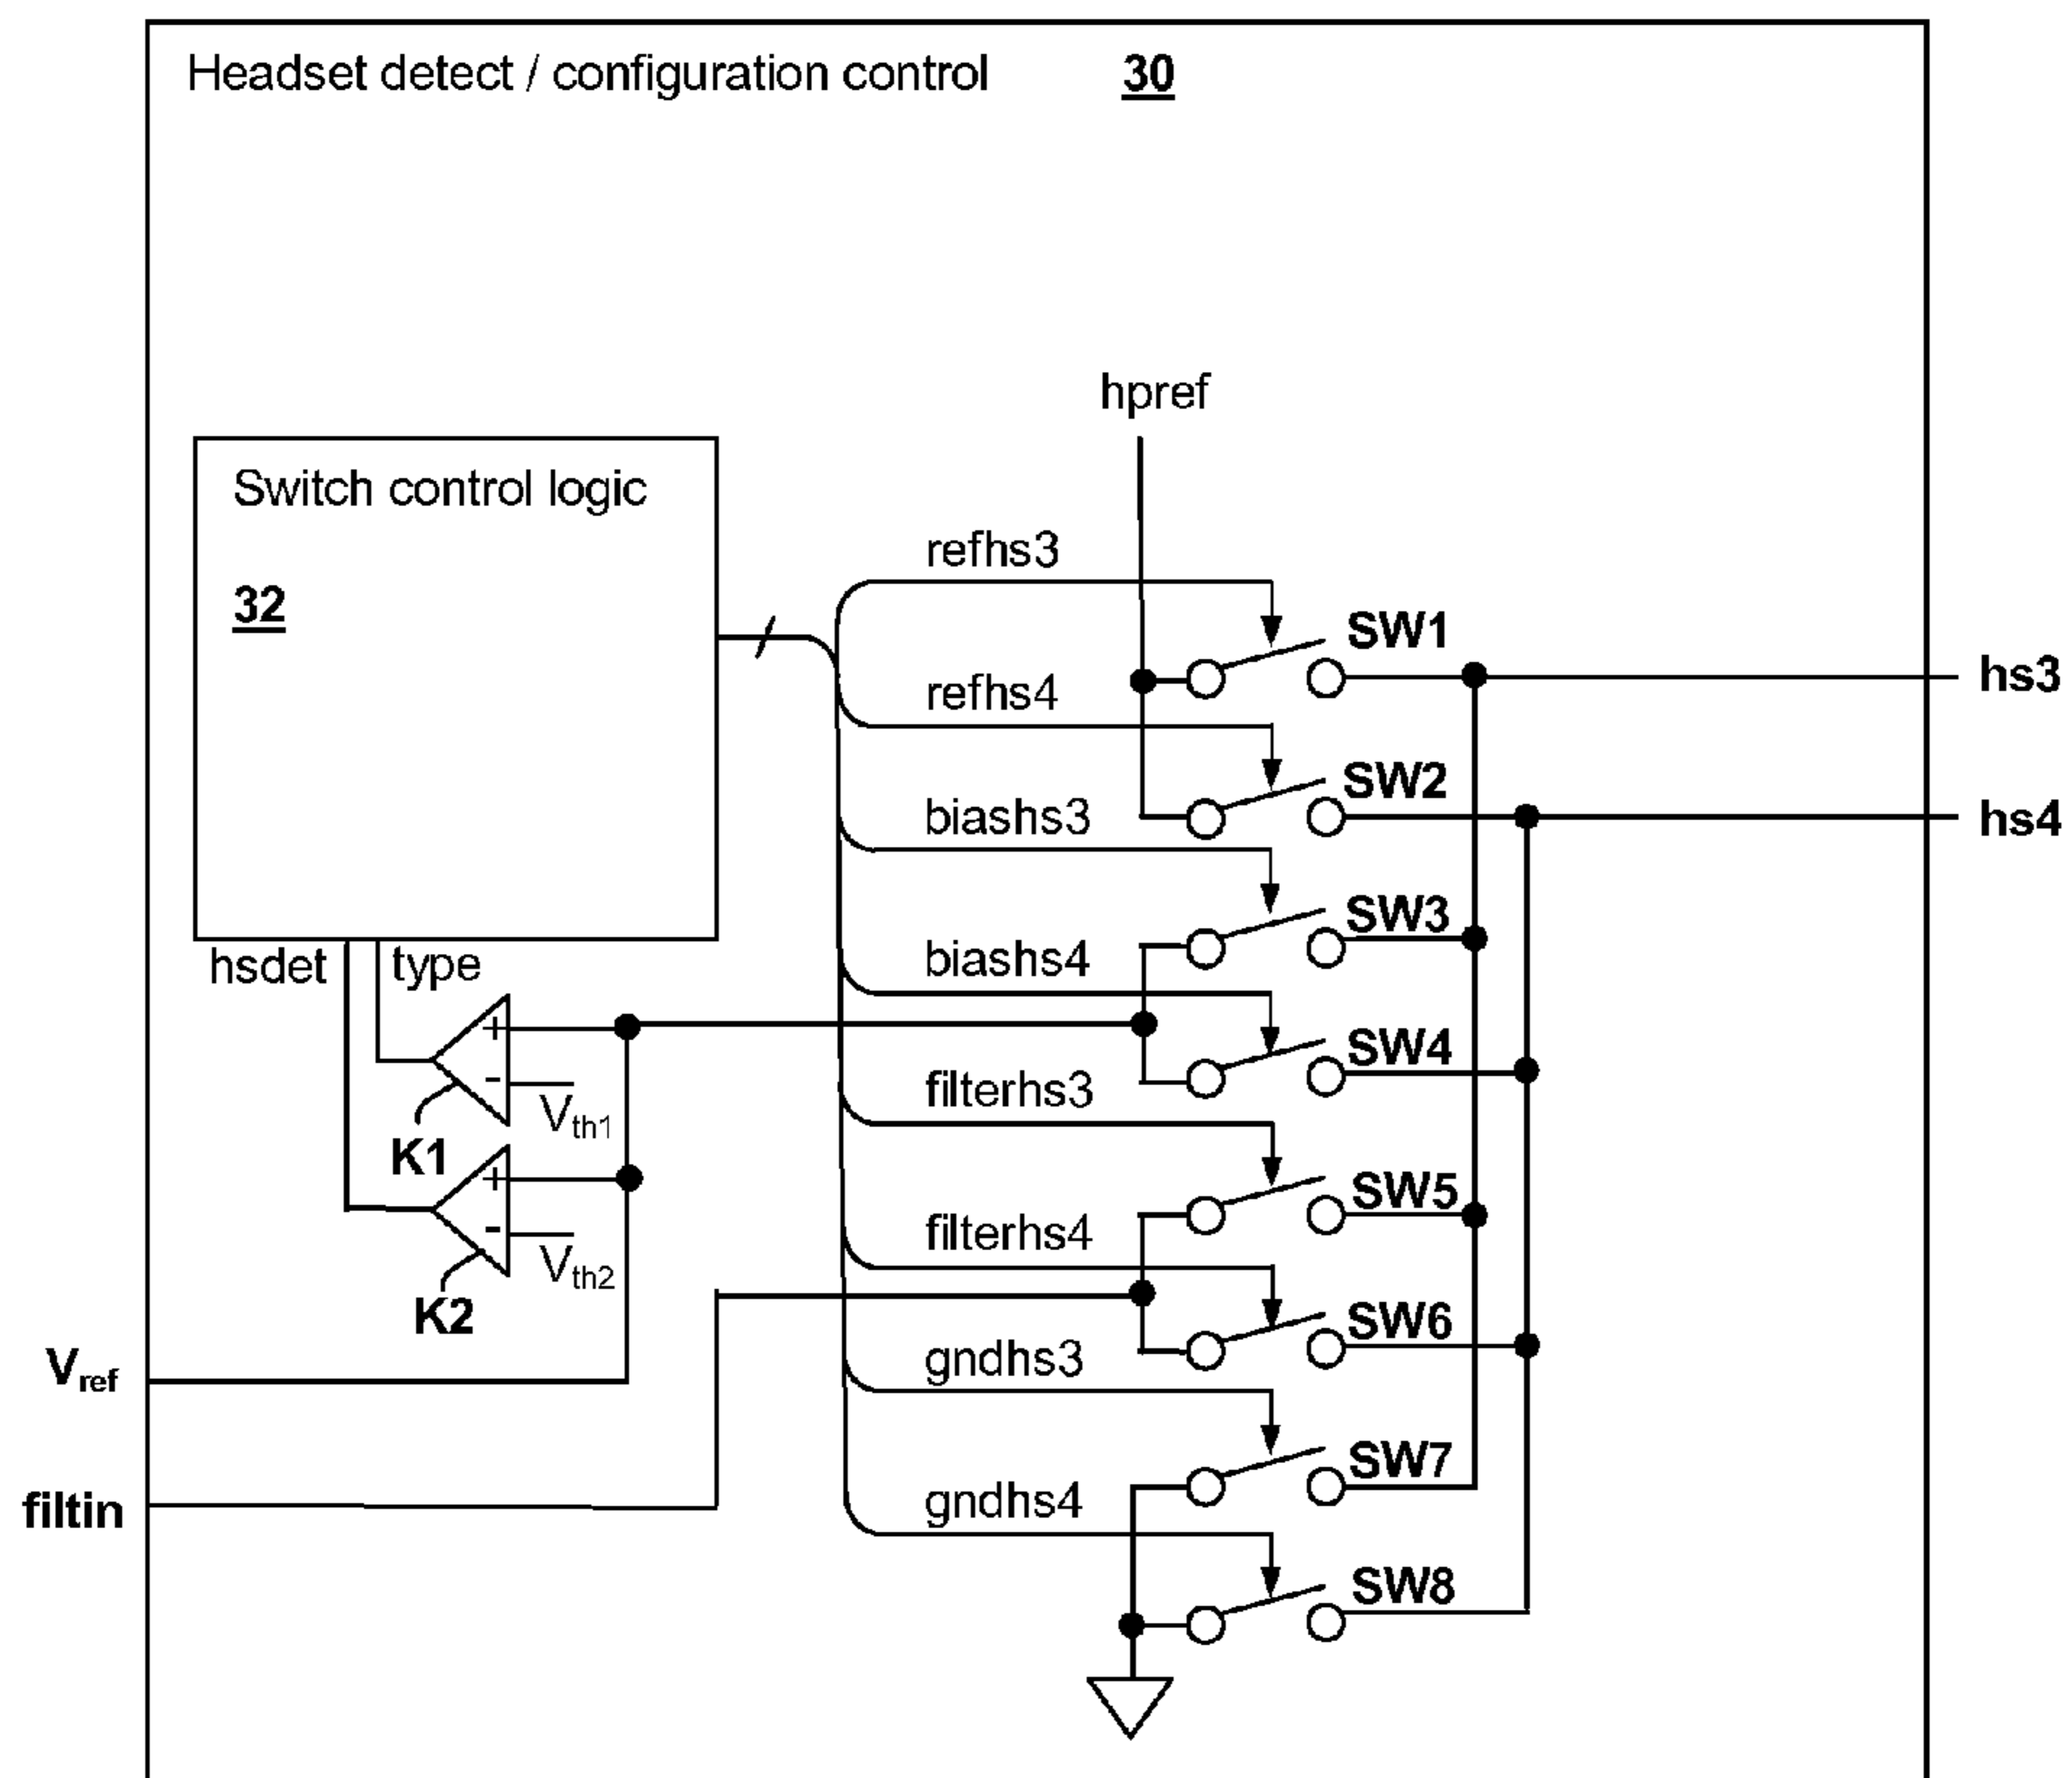 Headset detect / configuration control 30
hpref
Switch control logic
32
refhs3
SW1
hs3
refhs4
SW2
hs4
biashs3
SW3
hsdet
type
biashs4
SW4
+
-
Vth1
K1
filterhs3
SW5
+
-
Vth2
K2
filterhs4
SW6
Vref
gndhs3
SW7
filtin
gndhs4
SW8